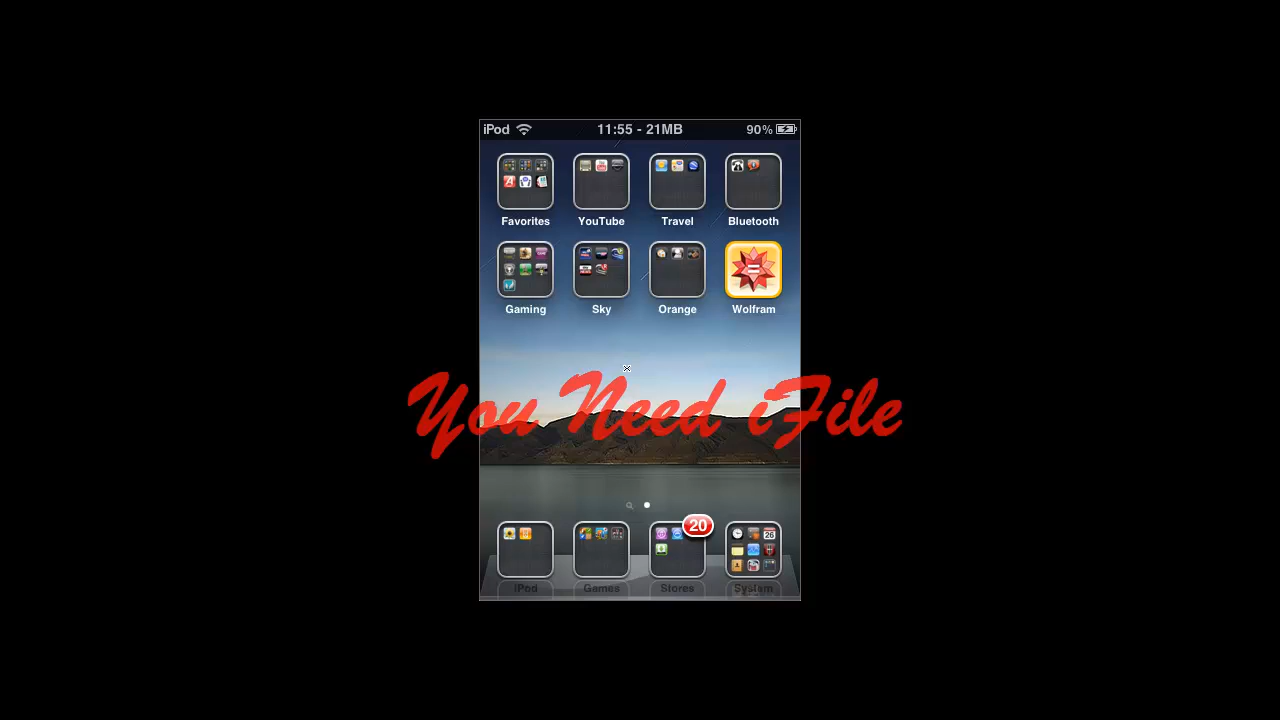 iPod 11:55 - 21MB 90%
Favorites YouTube Travel Bluetooth
Gaming Sky Orange Wolfram
You Need iFile
20
26
iPod Games Stores System